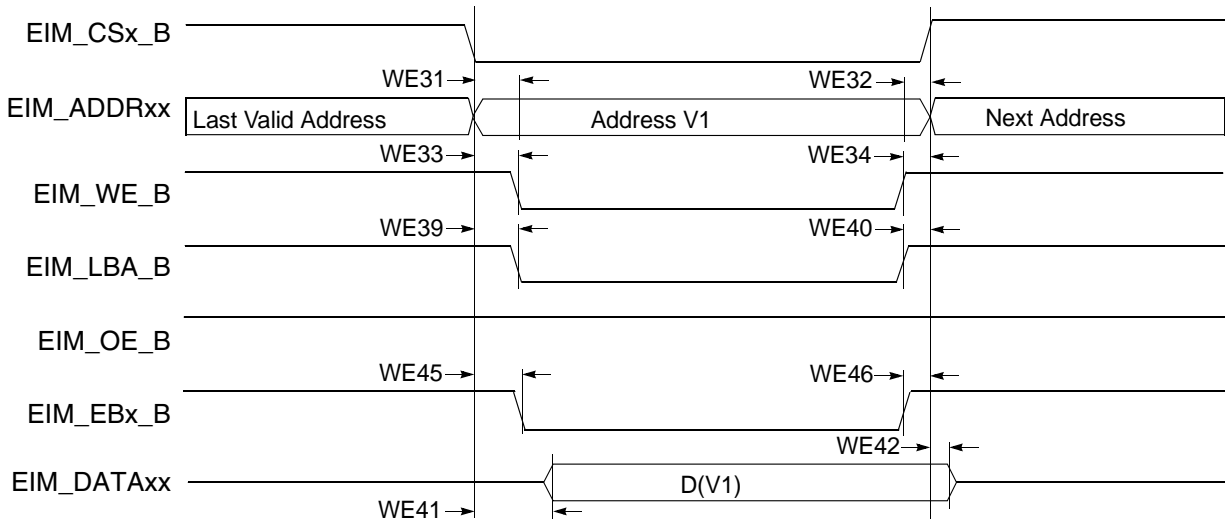 EIM_CSx_B
WE31
WE32
EIM_ADDRxx
Last Valid Address
Address V1
Next Address
WE33
WE34
EIM_WE_B
WE39
WE40
EIM_LBA_B
EIM_OE_B
WE45
WE46
EIM_EBx_B
WE42
EIM_DATAxx
D(V1)
WE41